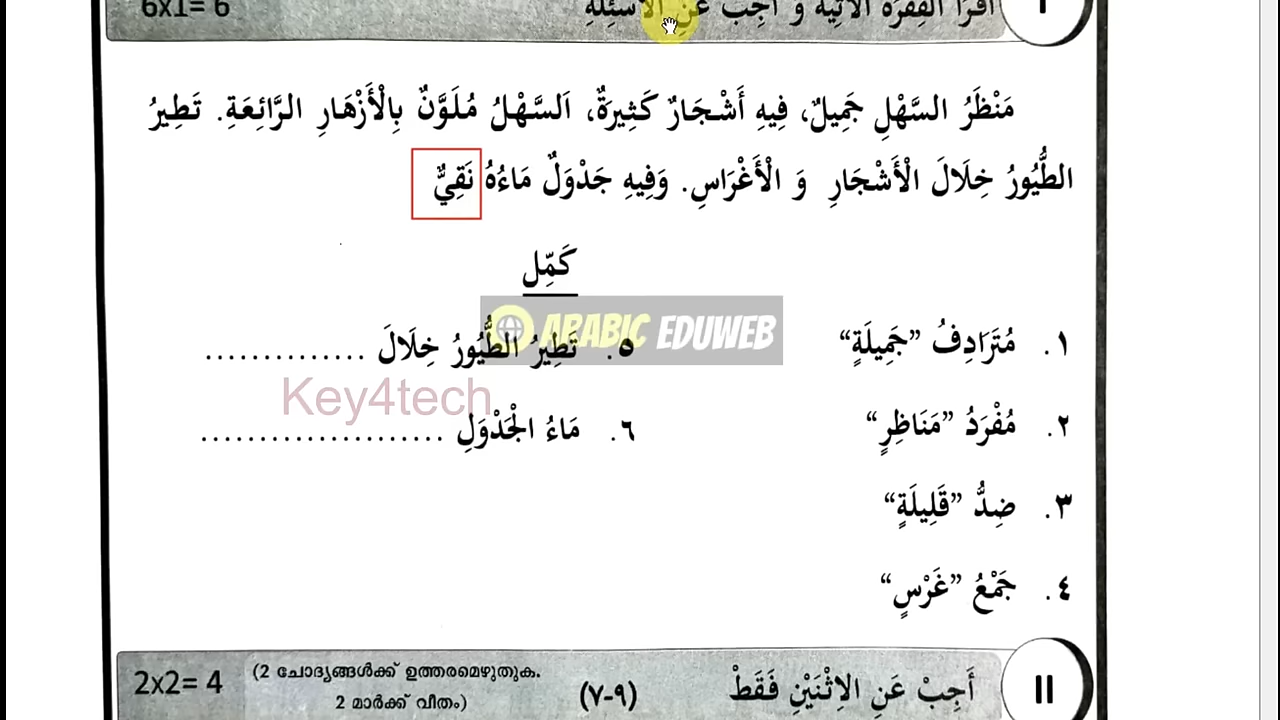 6x1= 6 اقرأ الفقرة الآتية و أجب عن الأسئلة
I
مَنْظَرُ السَّهْلِ جَمِيلٌ، فِيهِ أَشْجَارٌ كَثِيرَةٌ، اَلسَّهْلُ مُلَوَّنٌ بِالْأَزْهَارِ الرَّائِعَةِ. تَطِيرُ
الطُّيُورُ خِلَالَ الْأَشْجَارِ وَ الْأَغْرَاسِ. وَفِيهِ جَدْوَلٌ مَاءُهُ نَقِيٌّ
كَمِّل
ARABIC EDUWEB
١. مُتَرَادِفُ ”جَمِيلَةٍ“
٥. تَطِيرُ الطُّيُورُ خِلَالَ ..............
Key4tech
٢. مُفْرَدُ ”مَنَاظِرٍ“
٦. مَاءُ الْجَدْوَلِ .....................
٣. ضِدُّ ”قَلِيلَةٍ“
٤. جَمْعُ ”غَرْسٍ“
II
أَجِبْ عَنِ الِاثْنَيْنِ فَقَطْ (٧-٩)
(2 ചോദ്യങ്ങൾക്ക് ഉത്തരമെഴുതുക.
2 മാർക്ക് വീതം)
2x2= 4